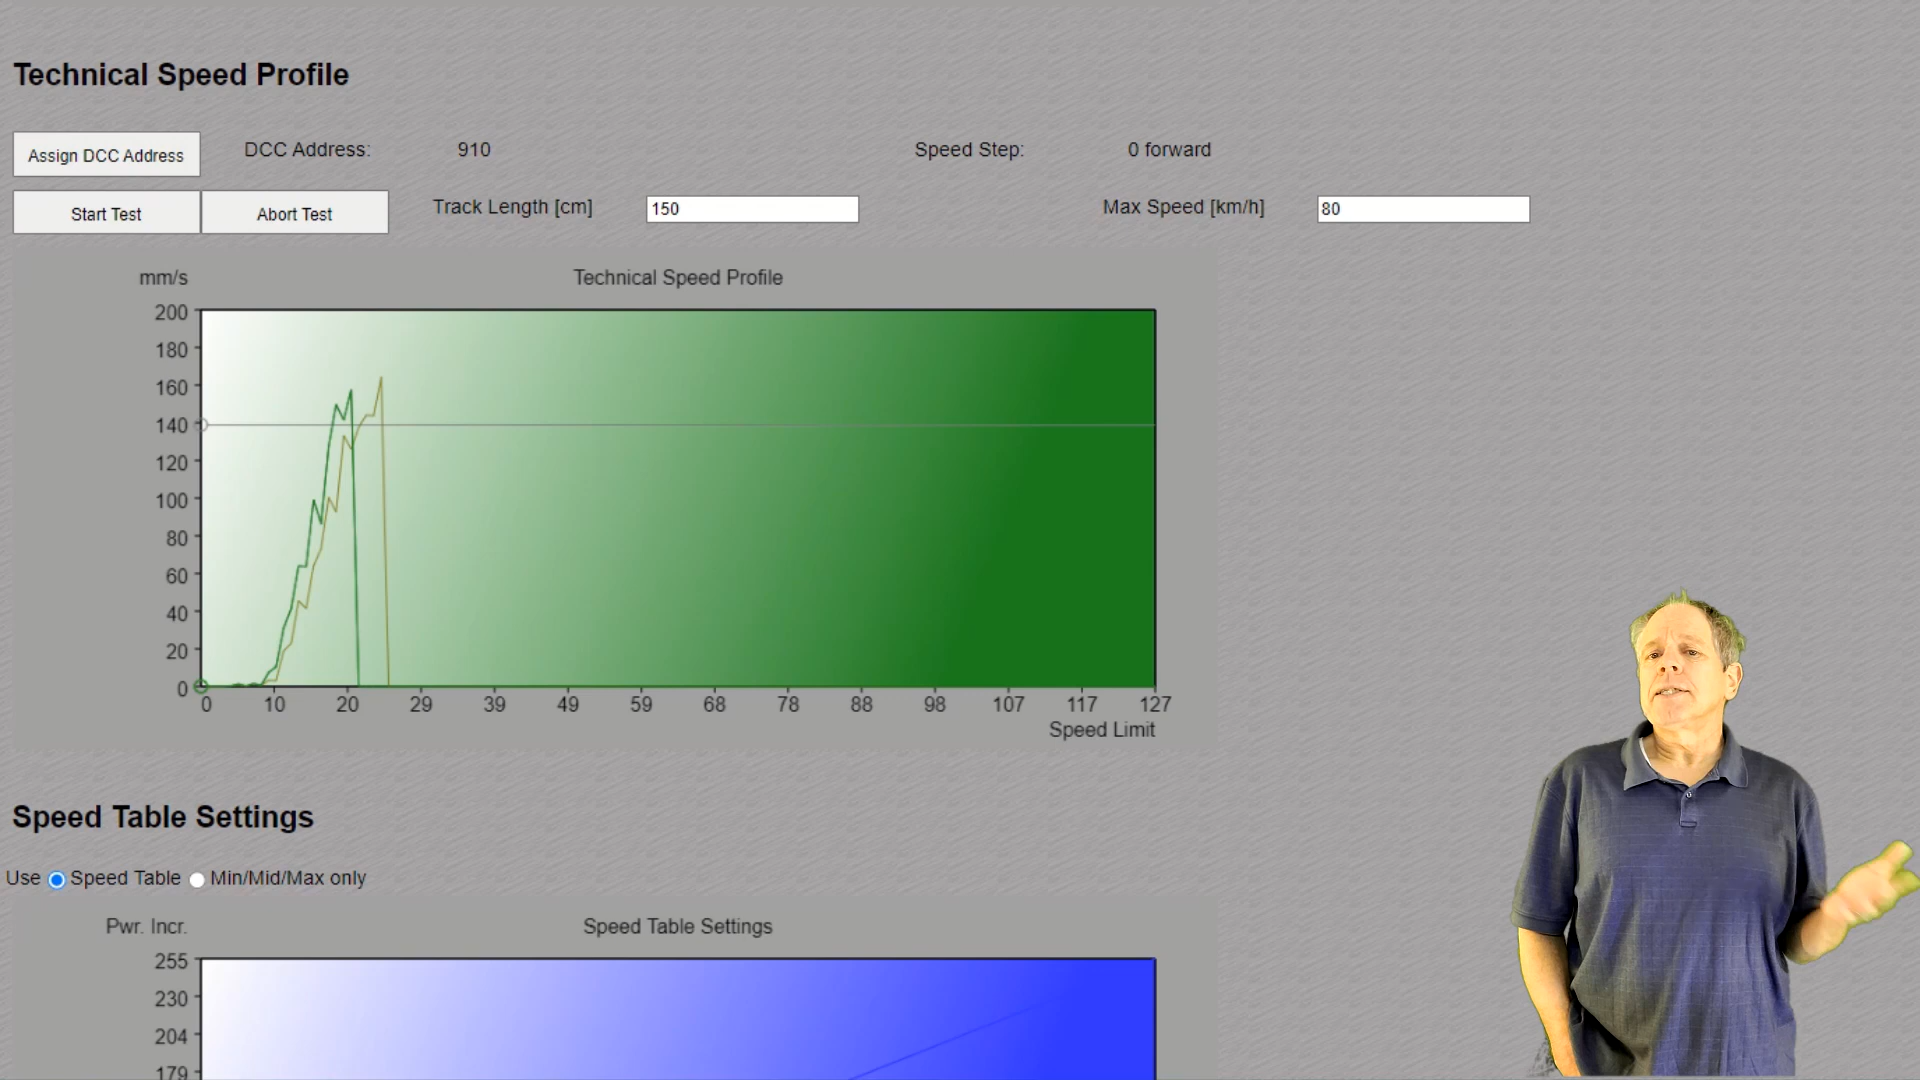 Technical Speed Profile
Assign DCC Address DCC Address: 910 Speed Step: 0 forward
Start Test Abort Test Track Length [cm] 150 Max Speed [km/h] 80
mm/s Technical Speed Profile
200
180
160
140
120
100
80
60
40
20
0
0 10 20 29 39 49 59 68 78 88 98 107 117 127
Speed Limit
Speed Table Settings
Use Speed Table Min/Mid/Max only
Pwr. Incr. Speed Table Settings
255
230
204
179